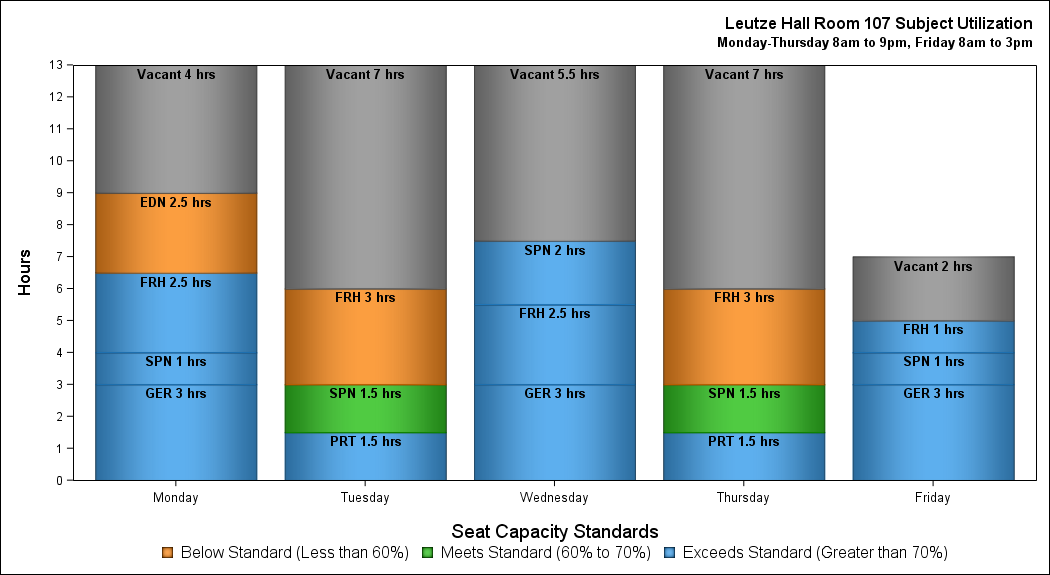 Leutze Hall Room 107 Subject Utilization
Monday-Thursday 8am to 9pm, Friday 8am to 3pm
Hours
13
12
11
10
9
8
7
6
5
4
3
2
1
0
Vacant 4 hrs
EDN 2.5 hrs
FRH 2.5 hrs
SPN 1 hrs
GER 3 hrs
Vacant 7 hrs
FRH 3 hrs
SPN 1.5 hrs
PRT 1.5 hrs
Vacant 5.5 hrs
SPN 2 hrs
FRH 2.5 hrs
GER 3 hrs
Vacant 7 hrs
FRH 3 hrs
SPN 1.5 hrs
PRT 1.5 hrs
Vacant 2 hrs
FRH 1 hrs
SPN 1 hrs
GER 3 hrs
Monday Tuesday Wednesday Thursday Friday
Seat Capacity Standards
Below Standard (Less than 60%) Meets Standard (60% to 70%) Exceeds Standard (Greater than 70%)